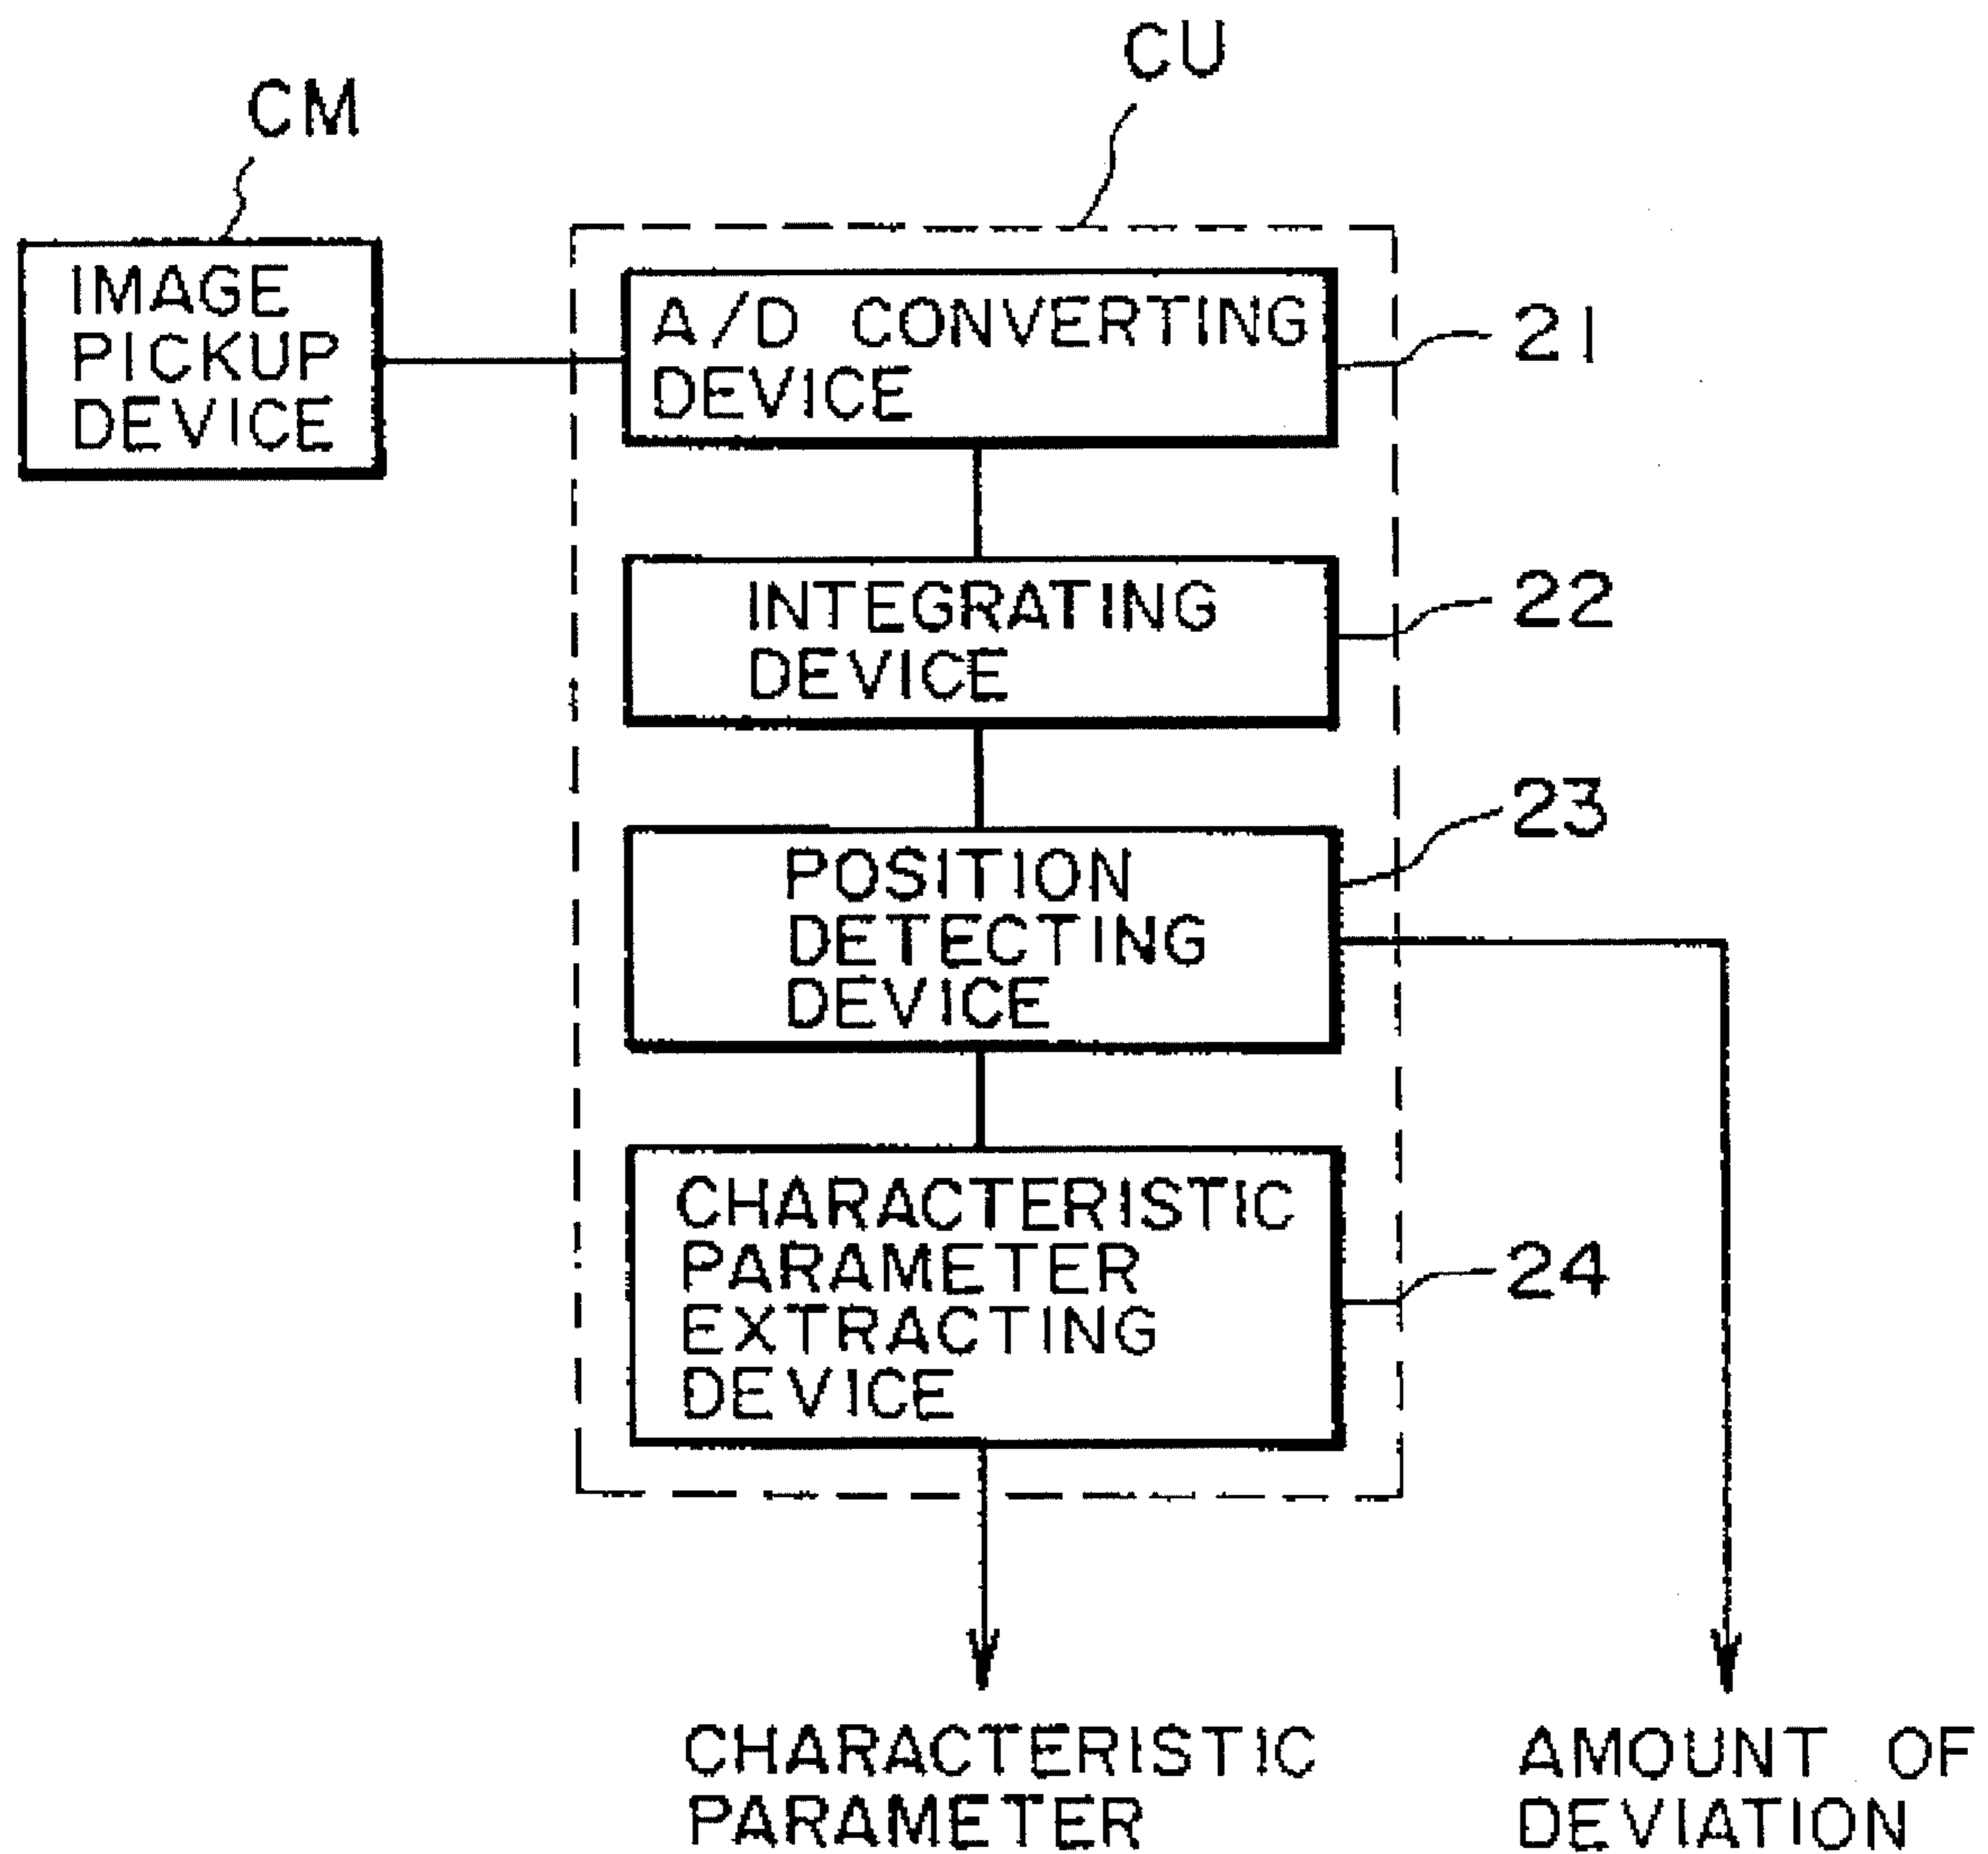 CU
CM
IMAGE
PICKUP
DEVICE
A/D CONVERTING
DEVICE
21
INTEGRATING
DEVICE
22
POSITION
DETECTING
DEVICE
23
CHARACTERISTIC
PARAMETER
EXTRACTING
DEVICE
24
CHARACTERISTIC
PARAMETER
AMOUNT OF
DEVIATION